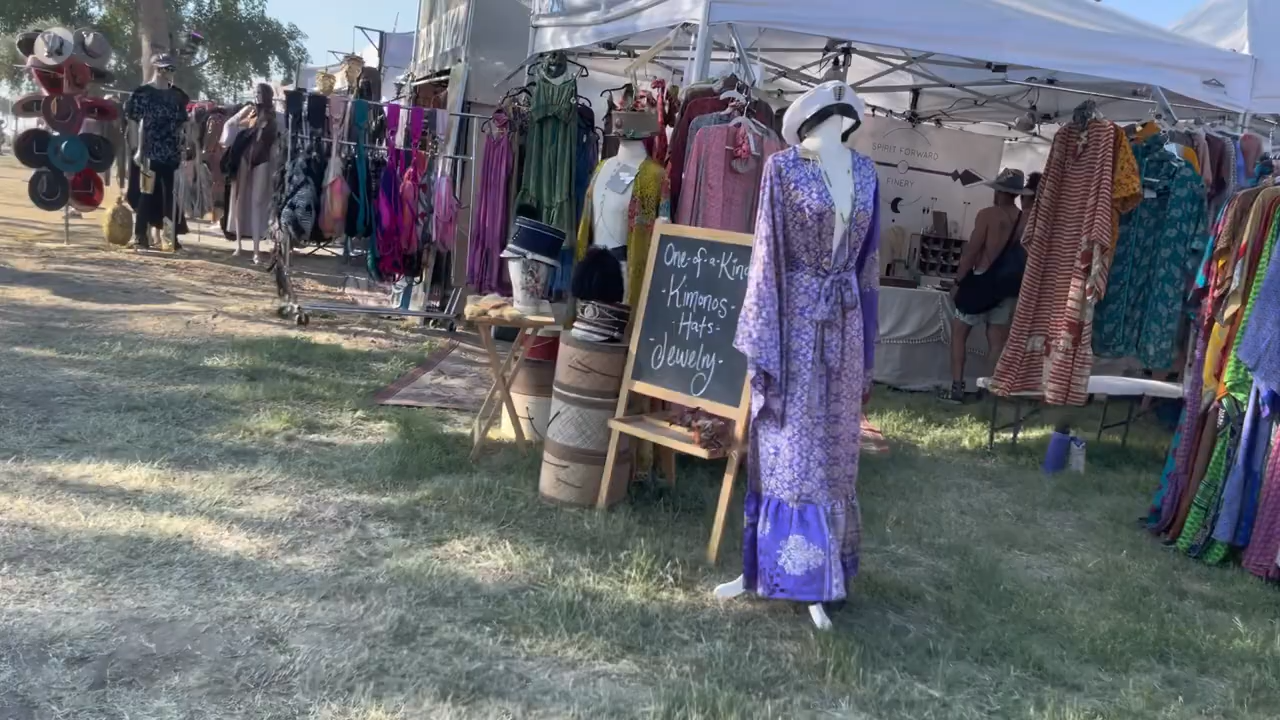 SPIRIT FORWARD
FINERY
One-of-a-Kind
-Kimonos-
-Hats-
-Jewelry-